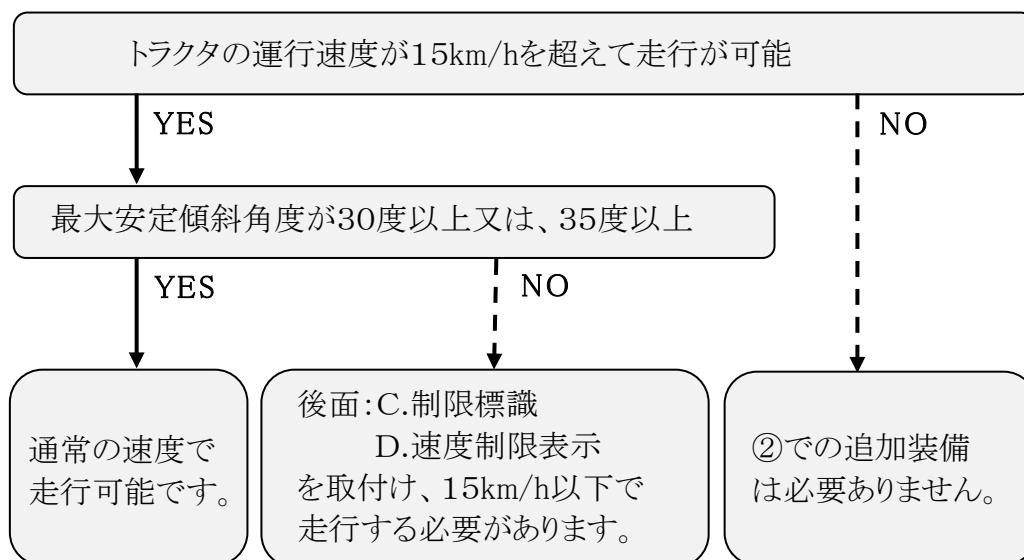 トラクタの運行速度が15km/hを超えて走行が可能
YES
NO
最大安定傾斜角度が30度以上又は、35度以上
YES
NO
通常の速度で
走行可能です。
後面:C.制限標識
D.速度制限表示
を取付け、15km/h以下で
走行する必要があります。
②での追加装備
は必要ありません。